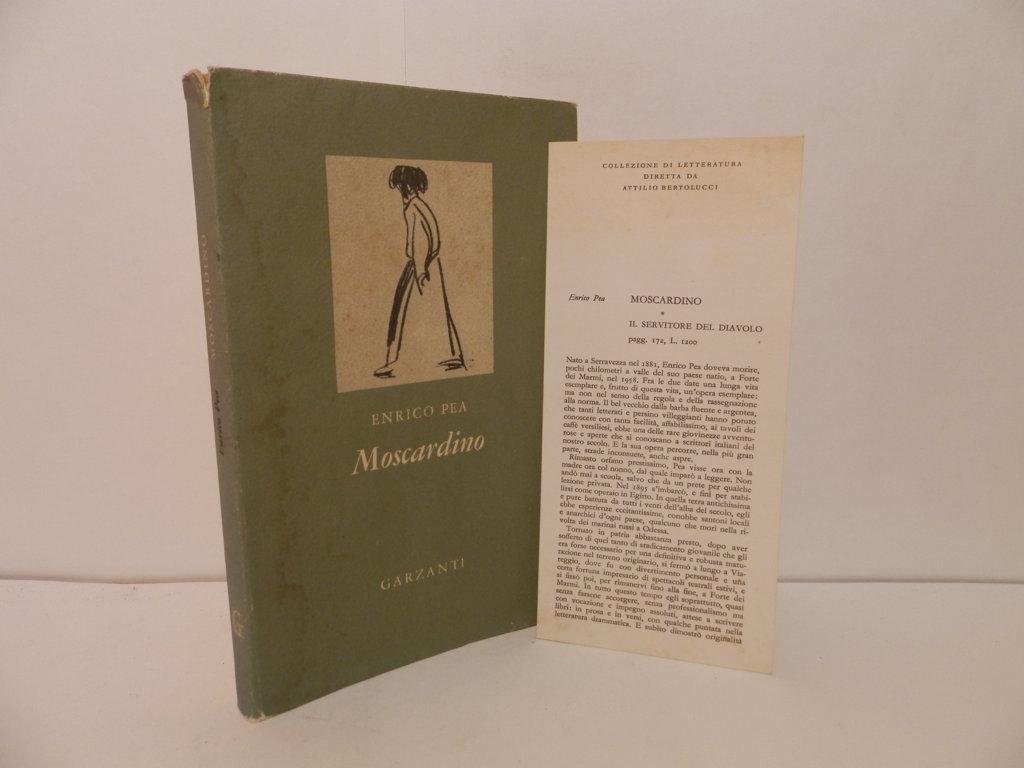 MOSCARDINO
Enrico Pea
ENRICO PEA
Moscardino
GARZANTI
COLLEZIONE DI LETTERATURA
DIRETTA DA
ATTILIO BERTOLUCCI
Enrico Pea MOSCARDINO
*
IL SERVITORE DEL DIAVOLO
pagg. 172, L. 1200
Nato a Serravezza nel 1881, Enrico Pea doveva morire,
pochi chilometri a valle del suo paese natio, a Forte
dei Marmi, nel 1958. Fra le due date una lunga vita
esemplare e, frutto di questa vita, un'opera esemplare:
ma non nel senso della regola e della rassegnazione
alla norma. Il bel vecchio dalla barba fluente e argentea,
che tanti letterati e persino villeggianti hanno potuto
conoscere con tanta facilità, affabilissimo, ai tavoli dei
caffè versiliesi, ebbe una delle rare giovinezze avventu-
rose e aperte che si conoscano a scrittori italiani del
nostro secolo. E la sua opera percorre, nella più gran
parte, strade inconsuete, anche aspre.
Rimasto orfano prestissimo, Pea visse ora con la
madre ora col nonno, dal quale imparò a leggere. Non
andò mai a scuola, salvo che da un prete per qualche
lezione privata. Nel 1895 s'imbarcò, e finì per stabi-
lirsi come operaio in Egitto. In quella terra antichissima
e pure battuta da tutti i venti dell'alba del secolo, egli
ebbe esperienze eccitantissime, conobbe santoni locali
e anarchici d'ogni paese, qualcuno che morì nella ri-
volta dei marinai russi a Odessa.
Tornato in patria abbastanza presto, dopo aver
sofferto di quel tanto di sradicamento giovanile che gli
era forse necessario per una definitiva e robusta matu-
razione nel terreno originario, si fermò a lungo a Via-
reggio, dove fu con divertimento personale e una
certa fortuna impresario di spettacoli teatrali estivi, e
si fissò poi, per rimanervi fino alla fine, a Forte dei
Marmi. In tutto questo tempo egli soprattutto, quasi
senza farsene accorgere, senza professionalismo ma
con vocazione e impegno assoluti, attese a scrivere
libri: in prosa e in versi, con qualche puntata nella
letteratura drammatica. E subito dimostrò originalità